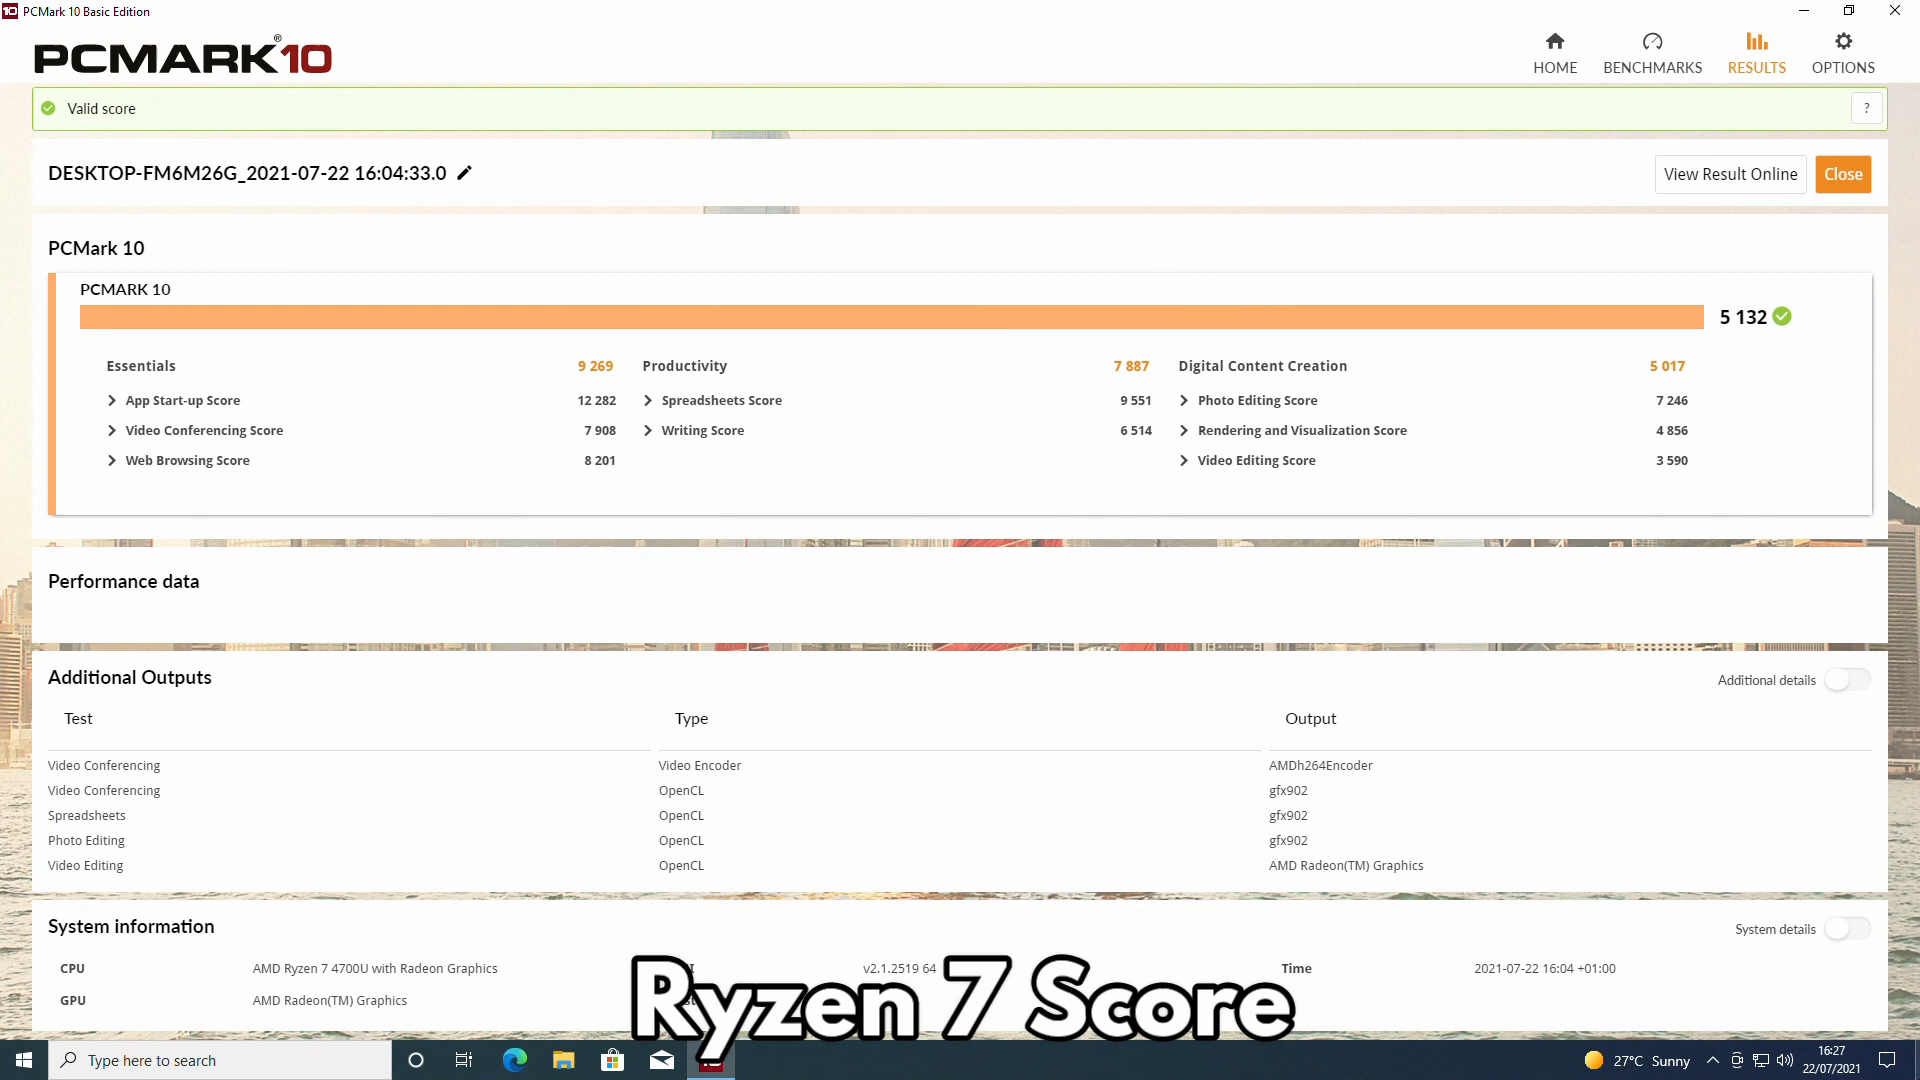 PCMark 10 Basic Edition
PCMARK®10
HOME BENCHMARKS RESULTS OPTIONS
Valid score ?
DESKTOP-FM6M26G_2021-07-22 16:04:33.0 View Result Online Close
PCMark 10
PCMARK 10
5 132
Essentials 9 269 Productivity 7 887 Digital Content Creation 5 017
App Start-up Score 12 282 Spreadsheets Score 9 551 Photo Editing Score 7 246
Video Conferencing Score 7 908 Writing Score 6 514 Rendering and Visualization Score 4 856
Web Browsing Score 8 201 Video Editing Score 3 590
Performance data
Additional Outputs Additional details
Test Type Output
Video Conferencing Video Encoder AMDh264Encoder
Video Conferencing OpenCL gfx902
Spreadsheets OpenCL gfx902
Photo Editing OpenCL gfx902
Video Editing OpenCL AMD Radeon(TM) Graphics
System information System details
CPU AMD Ryzen 7 4700U with Radeon Graphics v2.1.2519 64 Time 2021-07-22 16:04 +01:00
GPU AMD Radeon(TM) Graphics
Ryzen 7 Score
Type here to search 27°C Sunny 16:27
22/07/2021